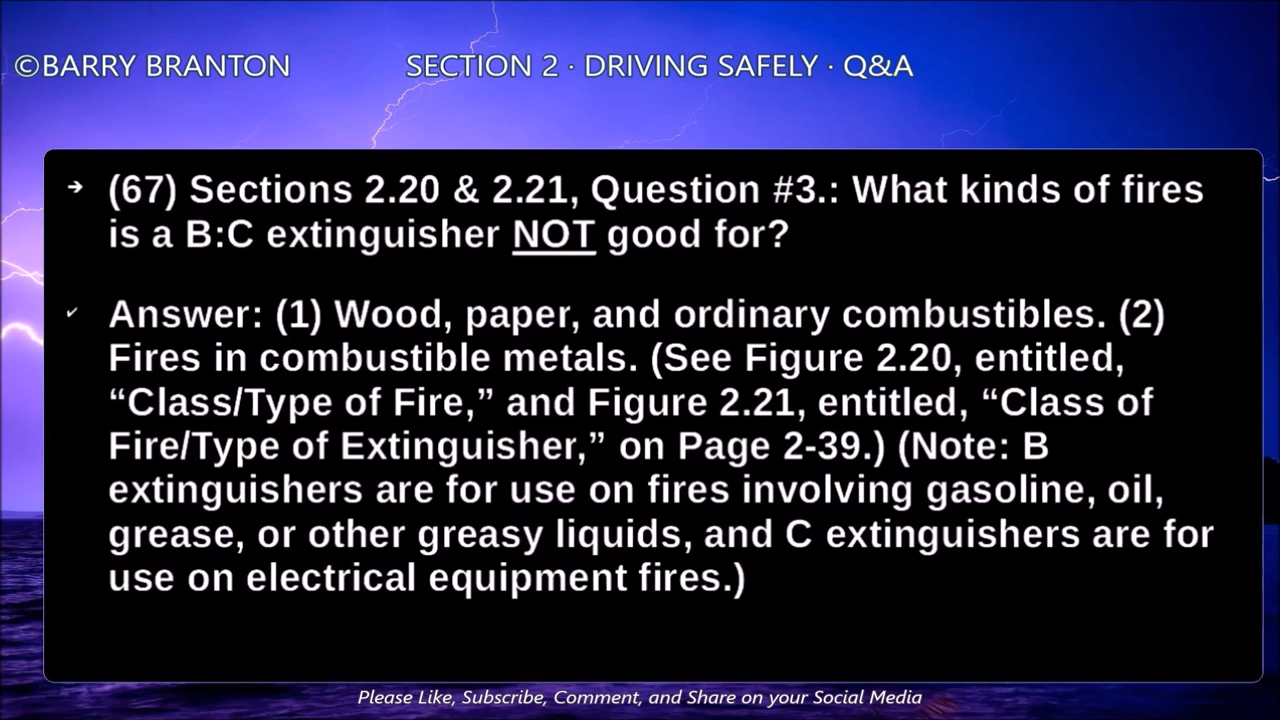 ©BARRY BRANTON
SECTION 2 · DRIVING SAFELY · Q&A
(67) Sections 2.20 & 2.21, Question #3.: What kinds of fires
is a B:C extinguisher NOT good for?
Answer: (1) Wood, paper, and ordinary combustibles. (2)
Fires in combustible metals. (See Figure 2.20, entitled,
“Class/Type of Fire,” and Figure 2.21, entitled, “Class of
Fire/Type of Extinguisher,” on Page 2-39.) (Note: B
extinguishers are for use on fires involving gasoline, oil,
grease, or other greasy liquids, and C extinguishers are for
use on electrical equipment fires.)
Please Like, Subscribe, Comment, and Share on your Social Media